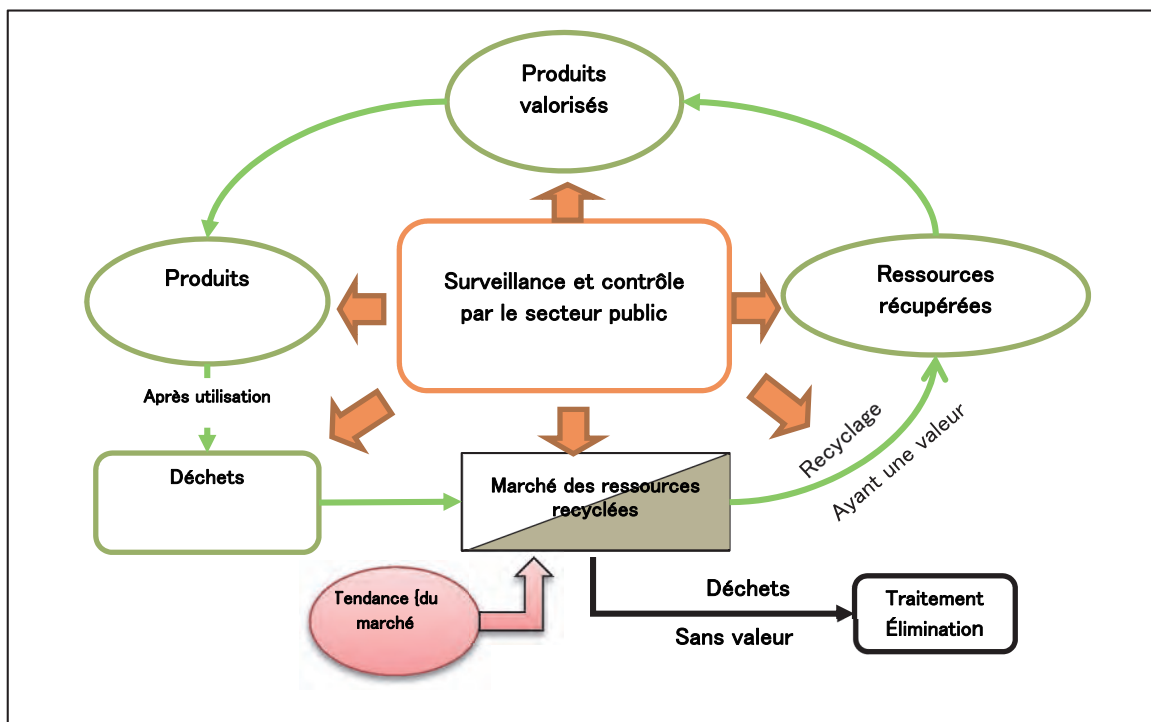 Produits
valorisés
Produits
Surveillance et contrôle
par le secteur public
Ressources
récupérées
Après utilisation
Déchets
Marché des ressources
recyclées
Recyclage
Ayant une valeur
Tendance {du
marché
Déchets
Sans valeur
Traitement
Élimination